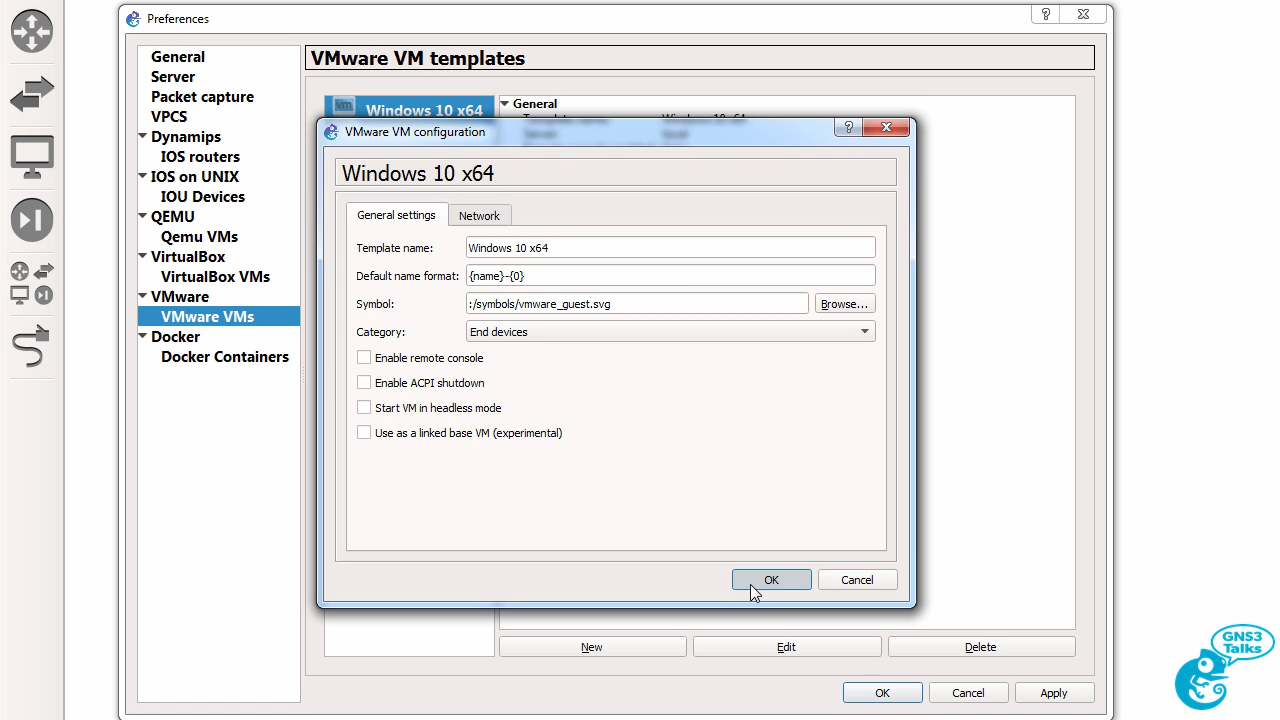 Preferences
General
Server
Packet capture
VPCS
Dynamips
IOS routers
IOS on UNIX
IOU Devices
QEMU
Qemu VMs
VirtualBox
VirtualBox VMs
VMware
VMware VMs
Docker
Docker Containers
VMware VM templates
vm Windows 10 x64
General
VMware VM configuration
Windows 10 x64
General settings
Network
Template name: Windows 10 x64
Default name format: {name}-{0}
Symbol: :/symbols/vmware_guest.svg Browse...
Category: End devices
Enable remote console
Enable ACPI shutdown
Start VM in headless mode
Use as a linked base VM (experimental)
OK Cancel
New Edit Delete
OK Cancel Apply
GNS3
Talks